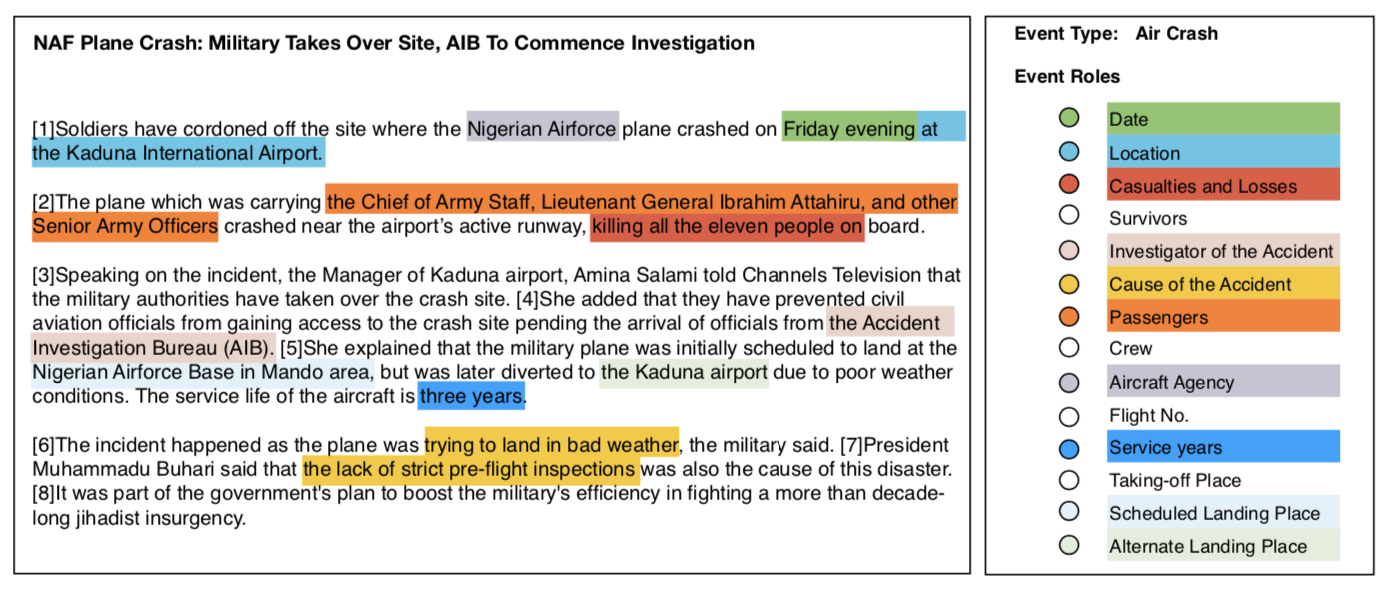 NAF Plane Crash: Military Takes Over Site, AIB To Commence Investigation
[1]Soldiers have cordoned off the site where the Nigerian Airforce plane crashed on Friday evening at
the Kaduna International Airport.
[2]The plane which was carrying the Chief of Army Staff, Lieutenant General Ibrahim Attahiru, and other
Senior Army Officers crashed near the airport's active runway, killing all the eleven people on board.
[3]Speaking on the incident, the Manager of Kaduna airport, Amina Salami told Channels Television that
the military authorities have taken over the crash site. [4]She added that they have prevented civil
aviation officials from gaining access to the crash site pending the arrival of officials from the Accident
Investigation Bureau (AIB). [5]She explained that the military plane was initially scheduled to land at the
Nigerian Airforce Base in Mando area, but was later diverted to the Kaduna airport due to poor weather
conditions. The service life of the aircraft is three years.
[6]The incident happened as the plane was trying to land in bad weather, the military said. [7]President
Muhammadu Buhari said that the lack of strict pre-flight inspections was also the cause of this disaster.
[8]It was part of the government's plan to boost the military's efficiency in fighting a more than decade-
long jihadist insurgency.
Event Type: Air Crash
Event Roles
Date
Location
Casualties and Losses
Survivors
Investigator of the Accident
Cause of the Accident
Passengers
Crew
Aircraft Agency
Flight No.
Service years
Taking-off Place
Scheduled Landing Place
Alternate Landing Place